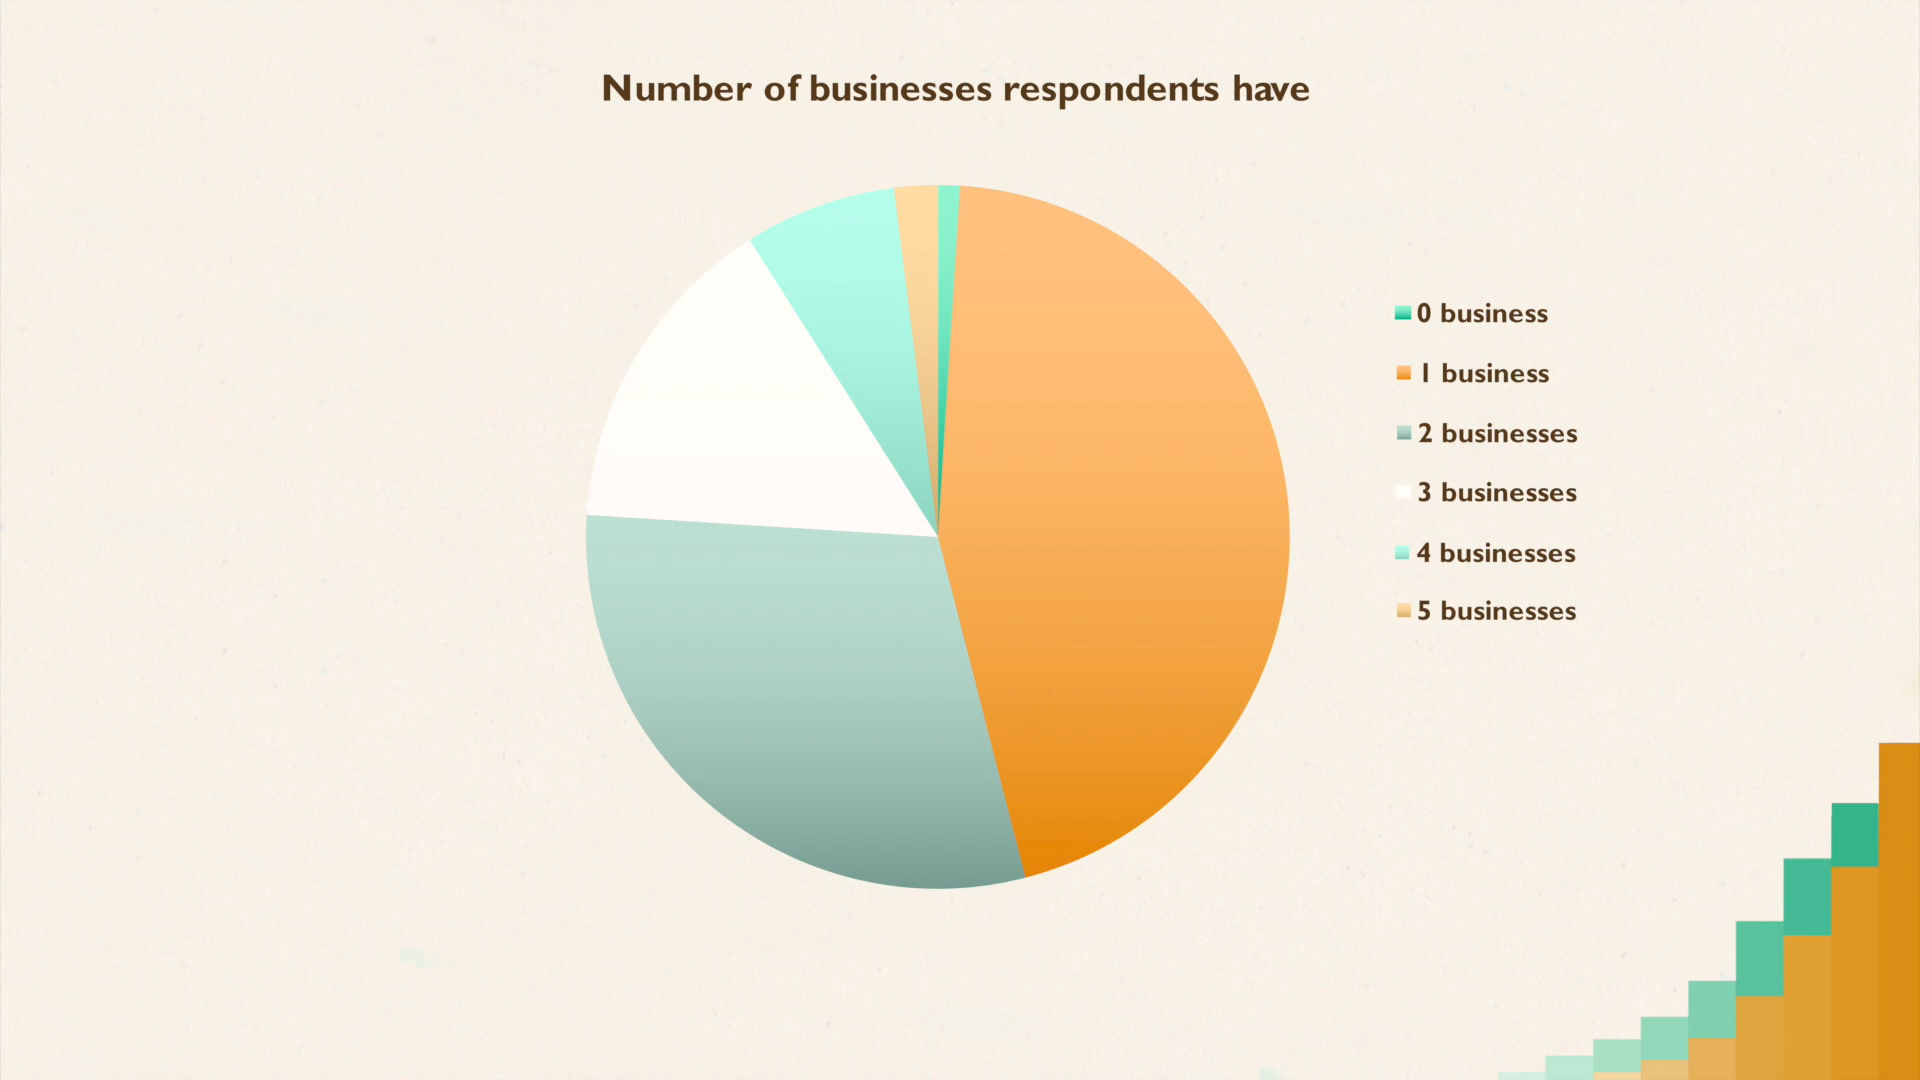 Number of businesses respondents have
0 business
1 business
2 businesses
3 businesses
4 businesses
5 businesses